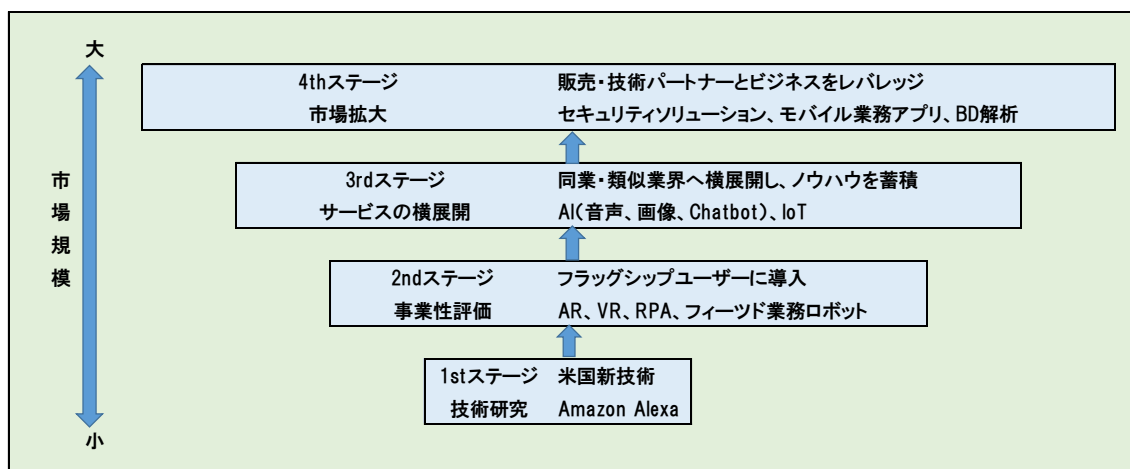 大
4thステージ 販売・技術パートナーとビジネスをレバレッジ
市場拡大 セキュリティソリューション、モバイル業務アプリ、BD解析
市場規模
3rdステージ 同業・類似業界へ横展開し、ノウハウを蓄積
サービスの横展開 AI(音声、画像、Chatbot)、IoT
2ndステージ フラッグシップユーザーに導入
事業性評価 AR、VR、RPA、フィーツド業務ロボット
1stステージ 米国新技術
技術研究 Amazon Alexa
小